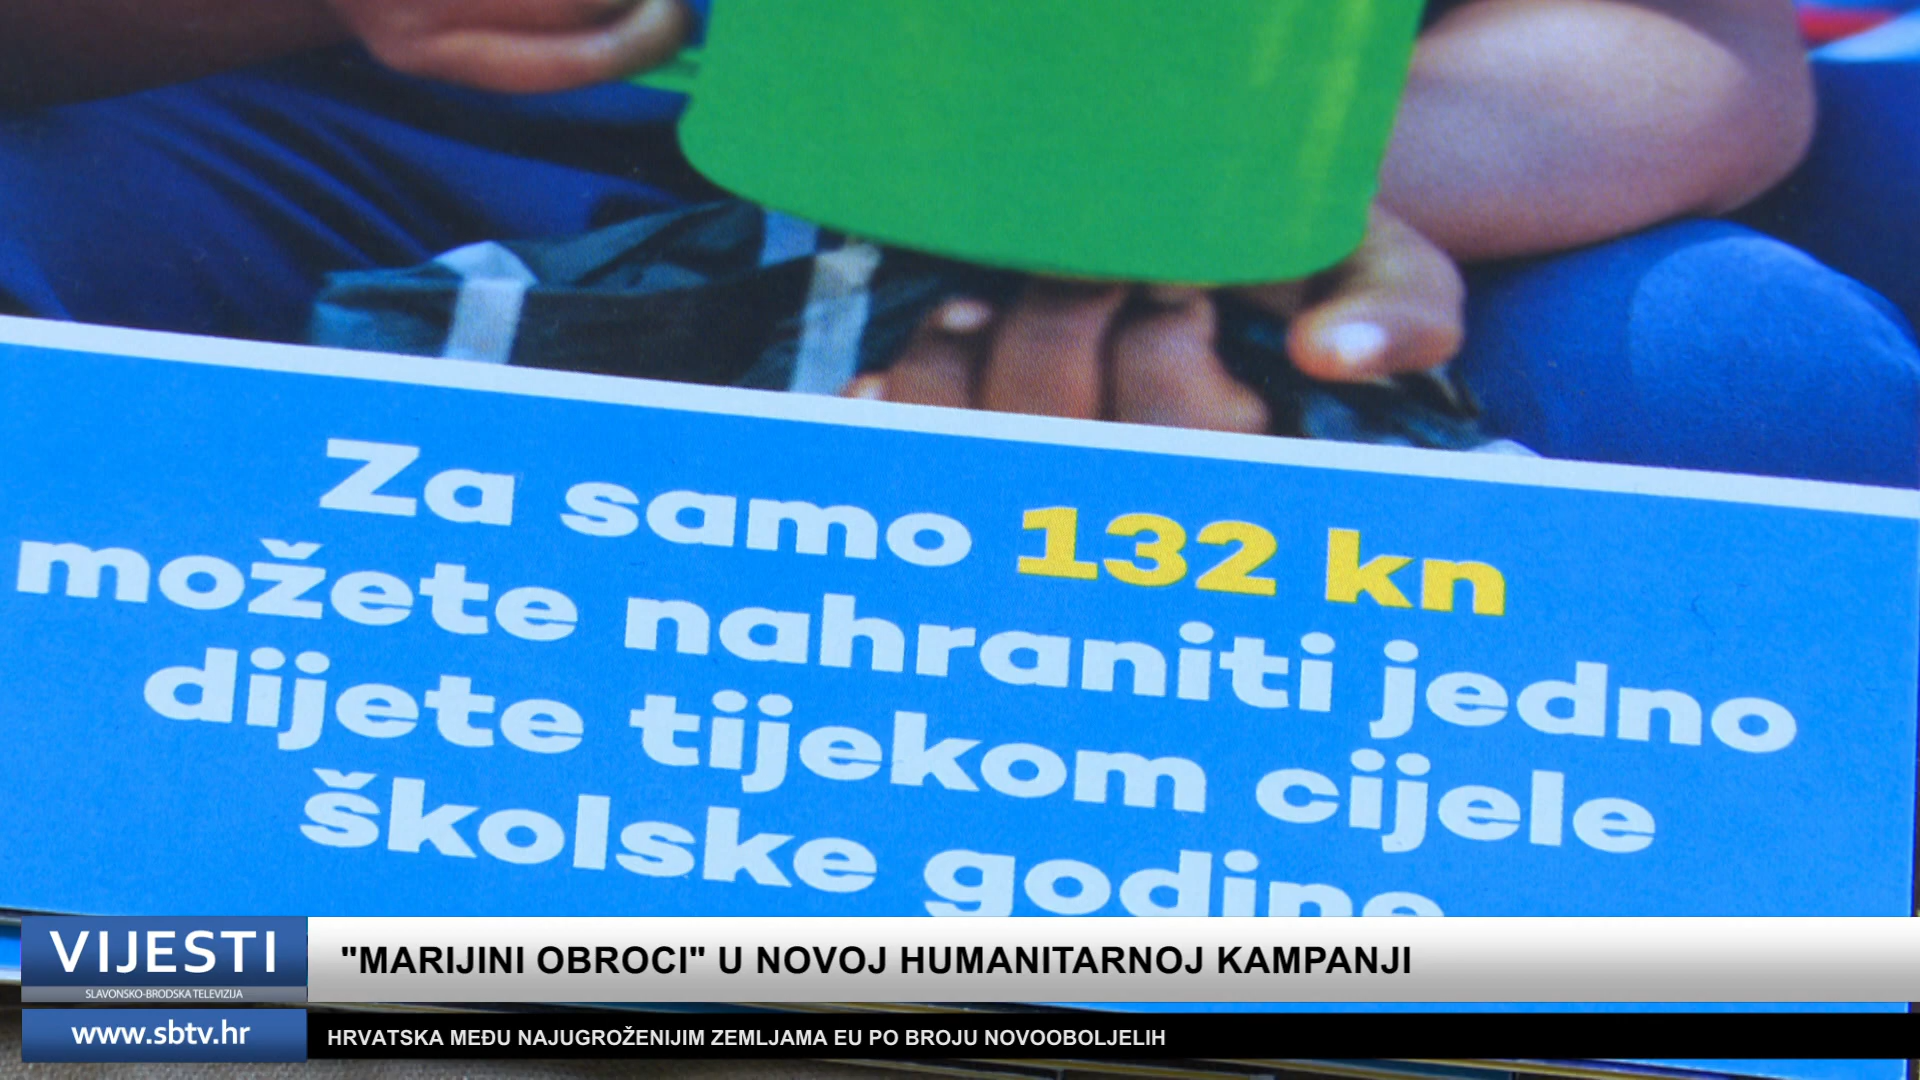 Za samo 132 kn
možete nahraniti jedno
dijete tijekom cijele
školske godine
VIJESTI
SLAVONSKO-BRODSKA TELEVIZIJA
"MARIJINI OBROCI" U NOVOJ HUMANITARNOJ KAMPANJI
www.sbtv.hr
HRVATSKA MEĐU NAJUGROŽENIJIM ZEMLJAMA EU PO BROJU NOVOOBOLJELIH